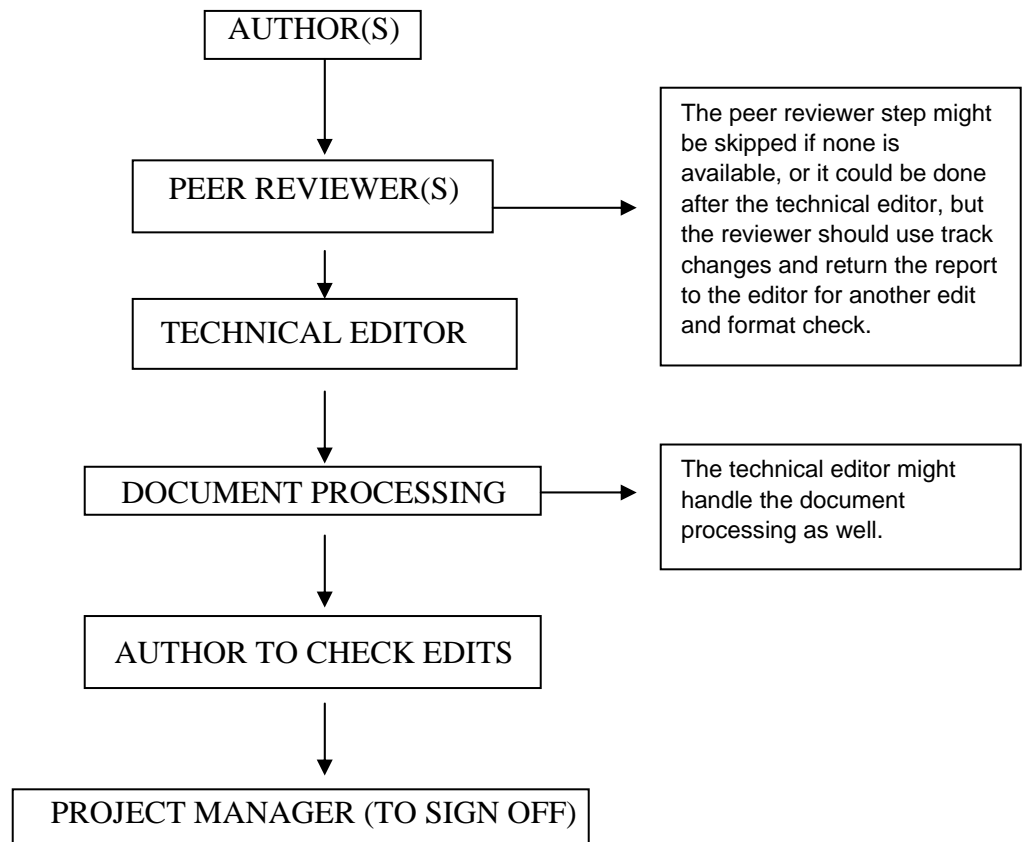 AUTHOR(S)
PEER REVIEWER(S)
The peer reviewer step might
be skipped if none is
available, or it could be done
after the technical editor, but
the reviewer should use track
changes and return the report
to the editor for another edit
and format check.
TECHNICAL EDITOR
DOCUMENT PROCESSING
The technical editor might
handle the document
processing as well.
AUTHOR TO CHECK EDITS
PROJECT MANAGER (TO SIGN OFF)